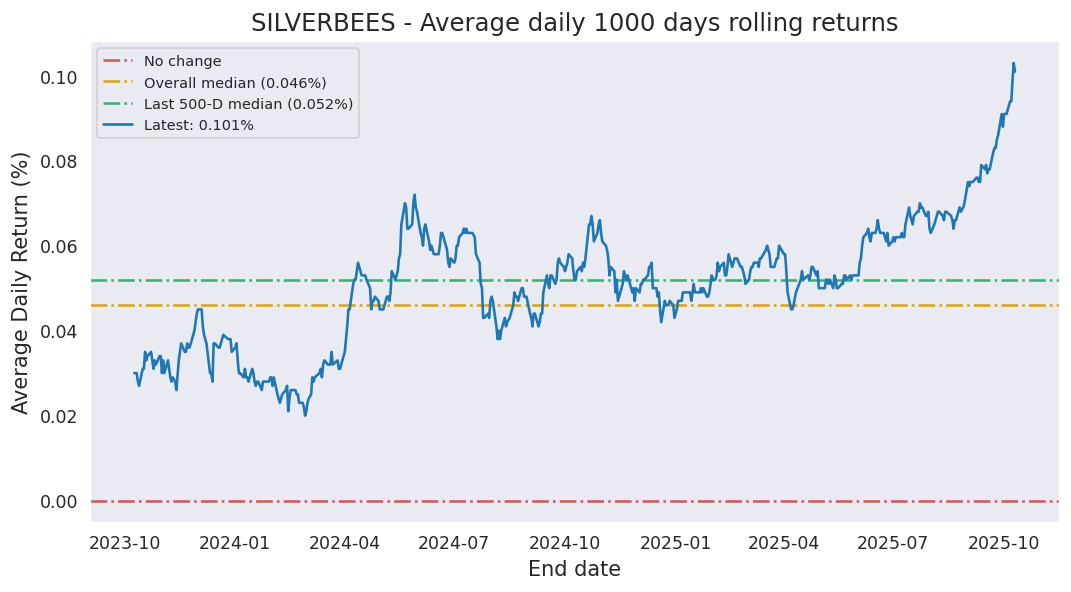 SILVERBEES - Average daily 1000 days rolling returns
No change
Overall median (0.046%)
Last 500-D median (0.052%)
Latest: 0.101%
Average Daily Return (%)
0.10
0.08
0.06
0.04
0.02
0.00
2023-10 2024-01 2024-04 2024-07 2024-10 2025-01 2025-04 2025-07 2025-10
End date